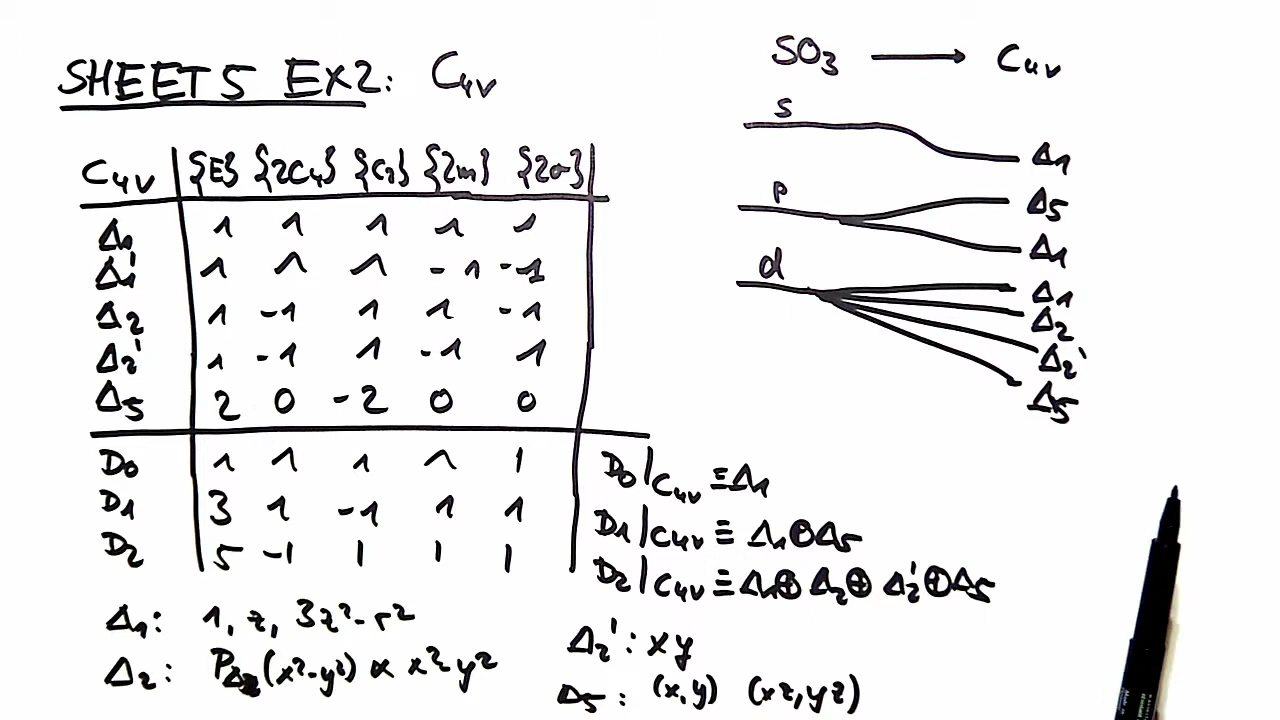 SHEET 5 EX2: C4v
C4v {E} {2C4} {C2} {2m} {2σ}
Δ1 1 1 1 1 1
Δ1' 1 1 1 -1 -1
Δ2 1 -1 1 1 -1
Δ2' 1 -1 1 -1 1
Δ5 2 0 -2 0 0
D0 1 1 1 1 1
D1 3 1 -1 1 1
D2 5 -1 1 1 1
Δ1: 1, z, 3z²-r²
Δ2: PΔ2(x²-y²) ∝ x²-y²
SO3 ⟶ C4v
s
Δ1
p
Δ5
Δ1
d
Δ1
Δ2
Δ2'
Δ5
D0|C4v ≡ Δ1
D1|C4v ≡ Δ1⊕Δ5
D2|C4v ≡ Δ1⊕Δ2⊕Δ2'⊕Δ5
Δ2': xy
Δ5: (x,y) (xz,yz)